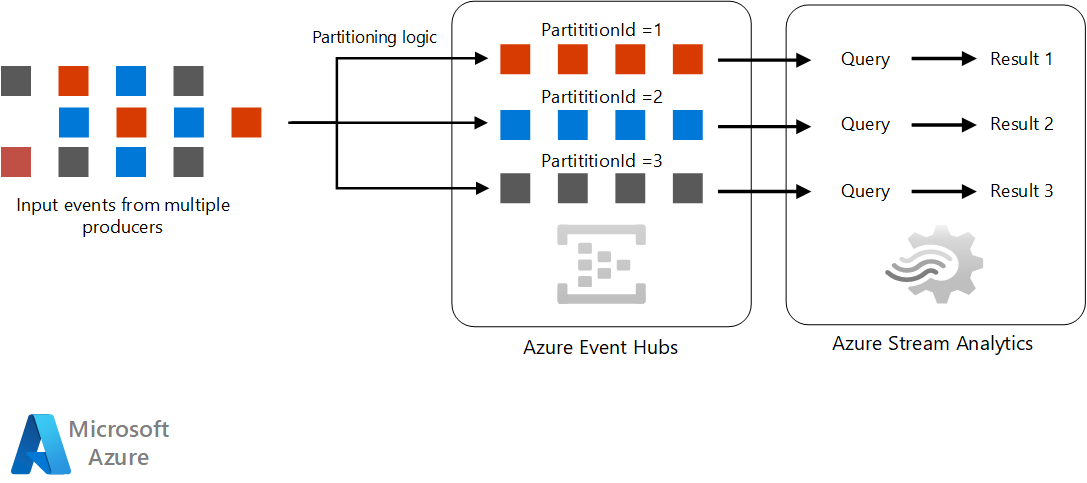 Partitioning logic
Input events from multiple
producers
PartititionId =1
PartititionId =2
PartititionId =3
Azure Event Hubs
Query
Result 1
Query
Result 2
Query
Result 3
Azure Stream Analytics
Microsoft
Azure